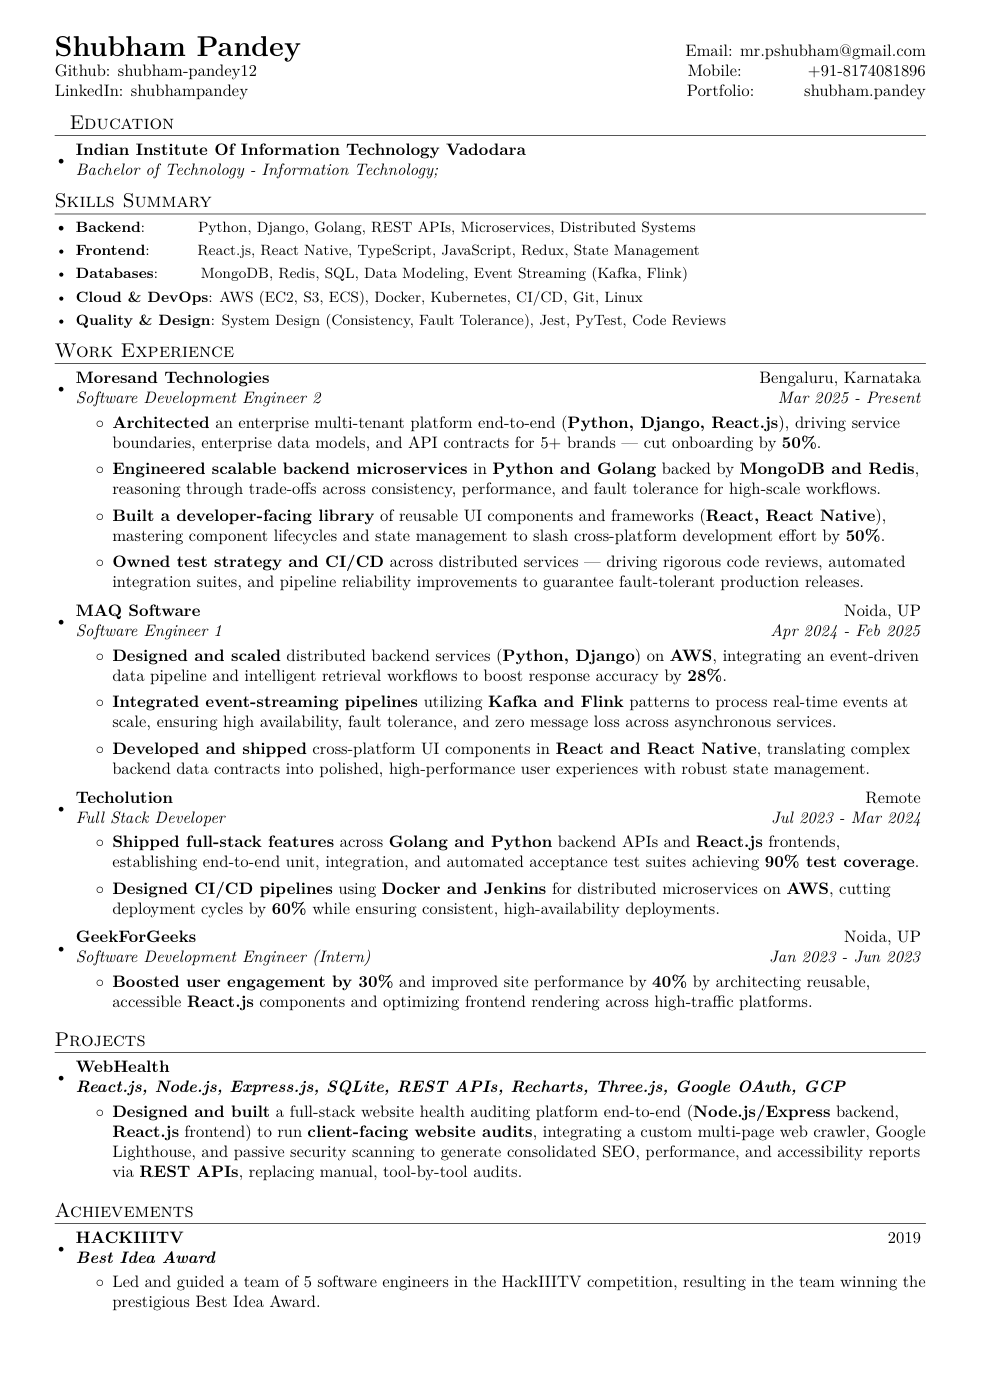 Shubham Pandey
Email: mr.pshubham@gmail.com
Github: shubham-pandey12
Mobile: +91-8174081896
LinkedIn: shubhampandey
Portfolio: shubham.pandey
Education
• Indian Institute Of Information Technology Vadodara
Bachelor of Technology - Information Technology;
Skills Summary
• Backend: Python, Django, Golang, REST APIs, Microservices, Distributed Systems
• Frontend: React.js, React Native, TypeScript, JavaScript, Redux, State Management
• Databases: MongoDB, Redis, SQL, Data Modeling, Event Streaming (Kafka, Flink)
• Cloud & DevOps: AWS (EC2, S3, ECS), Docker, Kubernetes, CI/CD, Git, Linux
• Quality & Design: System Design (Consistency, Fault Tolerance), Jest, PyTest, Code Reviews
Work Experience
• Moresand Technologies Bengaluru, Karnataka
Software Development Engineer 2 Mar 2025 - Present
◦ Architected an enterprise multi-tenant platform end-to-end (Python, Django, React.js), driving service
boundaries, enterprise data models, and API contracts for 5+ brands — cut onboarding by 50%.
◦ Engineered scalable backend microservices in Python and Golang backed by MongoDB and Redis,
reasoning through trade-offs across consistency, performance, and fault tolerance for high-scale workflows.
◦ Built a developer-facing library of reusable UI components and frameworks (React, React Native),
mastering component lifecycles and state management to slash cross-platform development effort by 50%.
◦ Owned test strategy and CI/CD across distributed services — driving rigorous code reviews, automated
integration suites, and pipeline reliability improvements to guarantee fault-tolerant production releases.
• MAQ Software Noida, UP
Software Engineer 1 Apr 2024 - Feb 2025
◦ Designed and scaled distributed backend services (Python, Django) on AWS, integrating an event-driven
data pipeline and intelligent retrieval workflows to boost response accuracy by 28%.
◦ Integrated event-streaming pipelines utilizing Kafka and Flink patterns to process real-time events at
scale, ensuring high availability, fault tolerance, and zero message loss across asynchronous services.
◦ Developed and shipped cross-platform UI components in React and React Native, translating complex
backend data contracts into polished, high-performance user experiences with robust state management.
• Techolution Remote
Full Stack Developer Jul 2023 - Mar 2024
◦ Shipped full-stack features across Golang and Python backend APIs and React.js frontends,
establishing end-to-end unit, integration, and automated acceptance test suites achieving 90% test coverage.
◦ Designed CI/CD pipelines using Docker and Jenkins for distributed microservices on AWS, cutting
deployment cycles by 60% while ensuring consistent, high-availability deployments.
• GeekForGeeks Noida, UP
Software Development Engineer (Intern) Jan 2023 - Jun 2023
◦ Boosted user engagement by 30% and improved site performance by 40% by architecting reusable,
accessible React.js components and optimizing frontend rendering across high-traffic platforms.
Projects
• WebHealth
React.js, Node.js, Express.js, SQLite, REST APIs, Recharts, Three.js, Google OAuth, GCP
◦ Designed and built a full-stack website health auditing platform end-to-end (Node.js/Express backend,
React.js frontend) to run client-facing website audits, integrating a custom multi-page web crawler, Google
Lighthouse, and passive security scanning to generate consolidated SEO, performance, and accessibility reports
via REST APIs, replacing manual, tool-by-tool audits.
Achievements
• HACKIIITV 2019
Best Idea Award
◦ Led and guided a team of 5 software engineers in the HackIIITV competition, resulting in the team winning the
prestigious Best Idea Award.